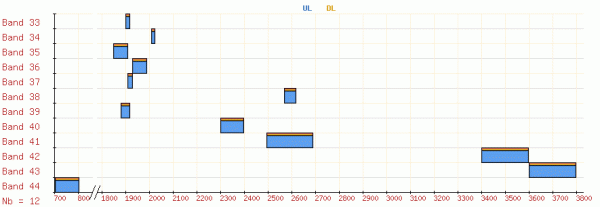 UL DL
Band 33
Band 34
Band 35
Band 36
Band 37
Band 38
Band 39
Band 40
Band 41
Band 42
Band 43
Band 44
Nb = 12 700 800 1800 1900 2000 2100 2200 2300 2400 2500 2600 2700 2800 2900 3000 3100 3200 3300 3400 3500 3600 3700 3800